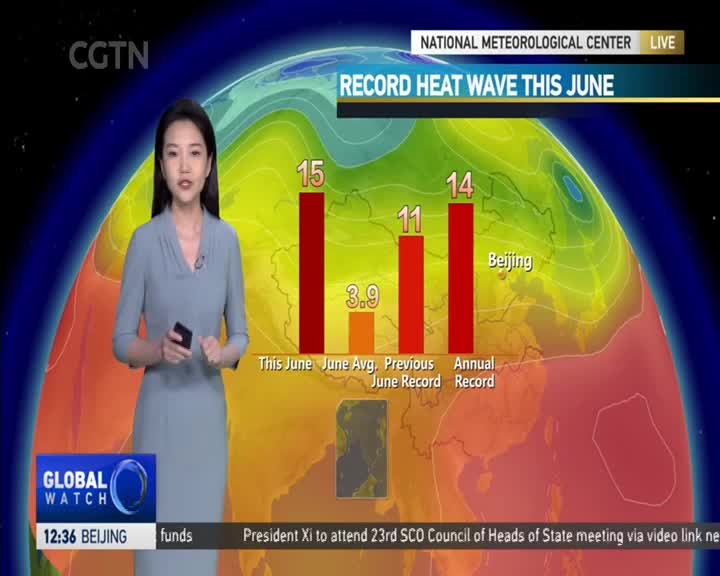 CGTN
NATIONAL METEOROLOGICAL CENTER LIVE
RECORD HEAT WAVE THIS JUNE
15
3.9
11
14
Beijing
This June
June Avg.
Previous
June Record
Annual
Record
GLOBAL
WATCH
12:36 BEIJING
funds President Xi to attend 23rd SCO Council of Heads of State meeting via video link ne